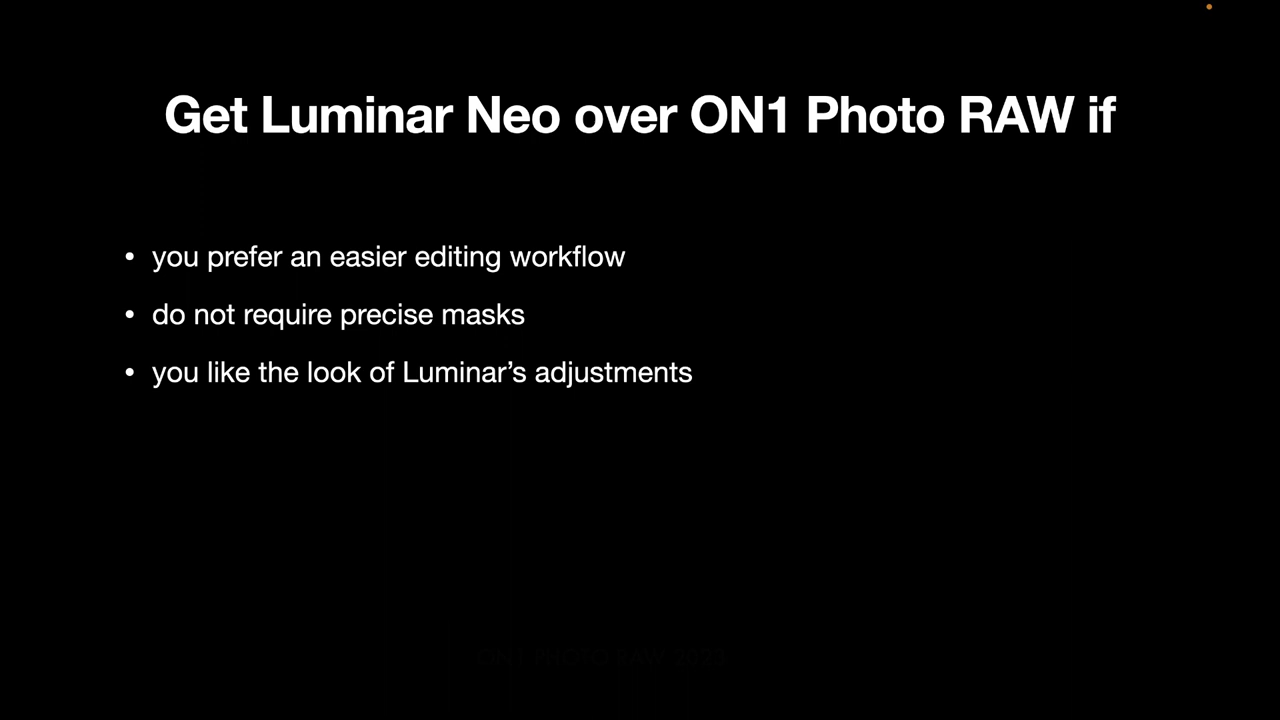 Get Luminar Neo over ON1 Photo RAW if
• you prefer an easier editing workflow
• do not require precise masks
• you like the look of Luminar’s adjustments